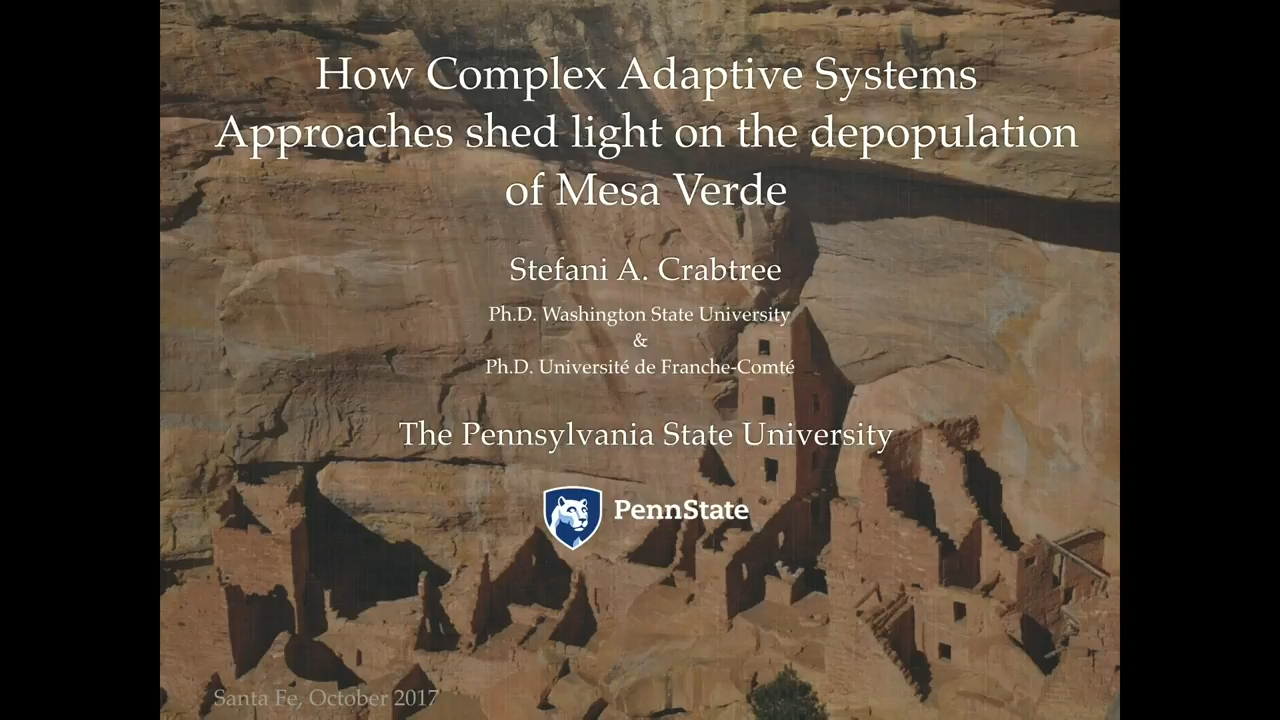 How Complex Adaptive Systems
Approaches shed light on the depopulation
of Mesa Verde
Stefani A. Crabtree
Ph.D. Washington State University
&
Ph.D. Université de Franche-Comté
The Pennsylvania State University
PennState
Santa Fe, October 2017